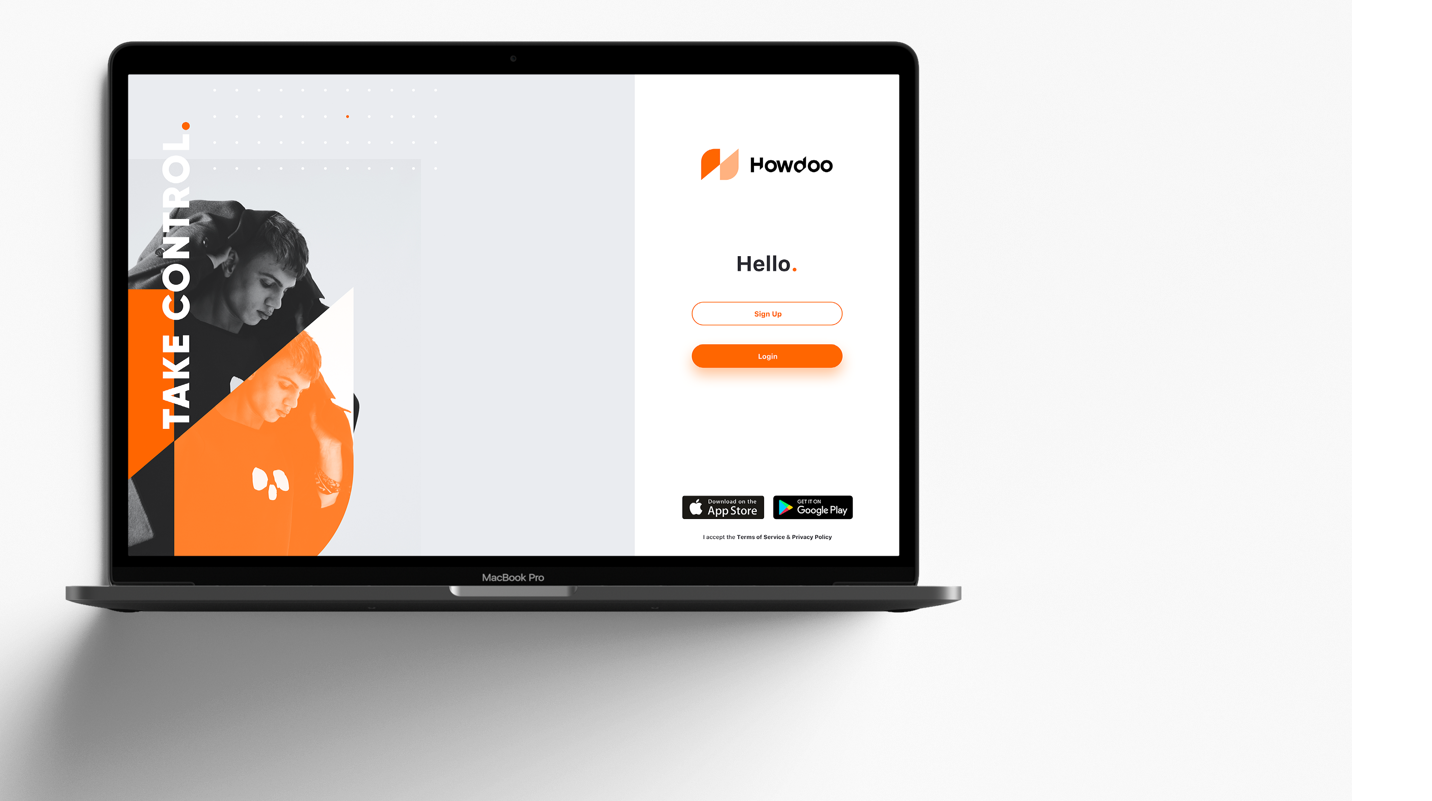 TAKE CONTROL.
Howdoo
Hello.
Sign Up
Login
Download on the
App Store
GET IT ON
Google Play
I accept the Terms of Service & Privacy Policy
MacBook Pro